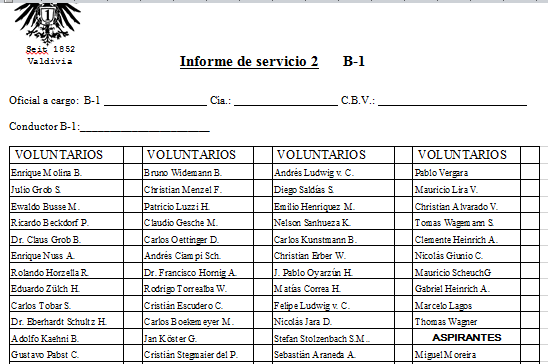 1
Seit 1852
Valdivia
Informe de servicio 2 B-1
Oficial a cargo: B-1 ____________________ Cia.: ____________________ C.B.V.: ____________________________
Conductor B-1:_________________________
VOLUNTARIOS VOLUNTARIOS VOLUNTARIOS VOLUNTARIOS
Enrique Molina B. Bruno Widemann B. Andrés Ludwig v. C. Pablo Vergara
Julio Grob S. Christian Menzel F. Diego Saldías S. Mauricio Lira V.
Ewaldo Busse M. Patricio Luzzi H. Emilio Henriquez M. Christian Alvarado V.
Ricardo Beckdorf P. Claudio Gesche M. Nelson Sanhueza K. Tomas Wagemann S.
Dr. Claus Grob B. Carlos Oettinger D. Carlos Kunstmann B. Clemente Heinrich A.
Enrique Nuss A. Andrés Ciampi Sch. Christian Erber W. Nicolás Giunio C.
Rolando Horzella R. Dr. Francisco Hornig A. J. Pablo Oyarzún H. Mauricio ScheuchG
Eduardo Zülch H. Rodrigo Torrealba W. Matías Correa H. Gabriel Heinrich A.
Carlos Tobar S. Cristián Escudero C. Felipe Ludwig v. C. Marcelo Lagos
Dr. Eberhardt Schultz H. Carlos Boekemeyer M. Nicolás Jara D. Thomas Wagner
Adolfo Kaehni B. Jan Köster G. Stefan Stolzenbach S.M.. ASPIRANTES
Gustavo Pabst C. Cristián Stegmaier del P. Sebastián Araneda A. Miguel Moreira